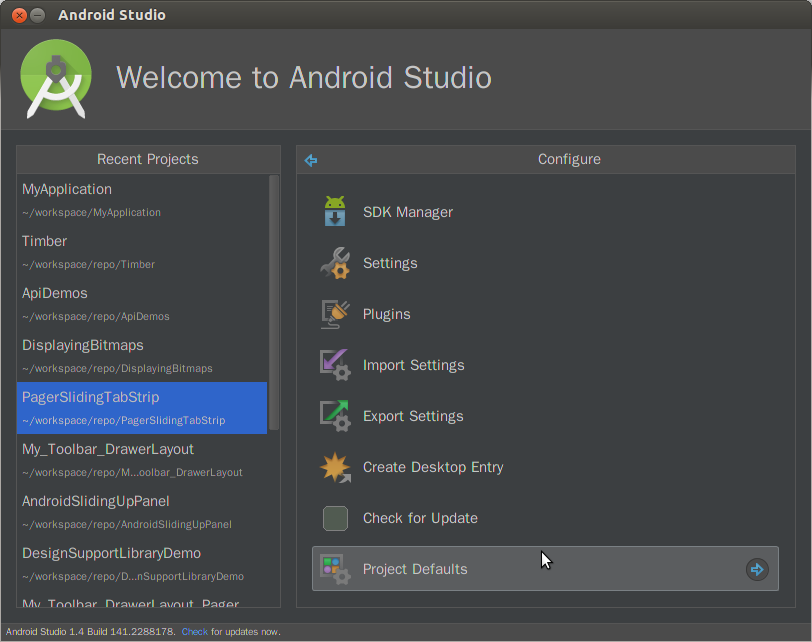 Android Studio
Welcome to Android Studio
Recent Projects
MyApplication
~/workspace/MyApplication
Timber
~/workspace/repo/Timber
ApiDemos
~/workspace/repo/ApiDemos
DisplayingBitmaps
~/workspace/repo/DisplayingBitmaps
PagerSlidingTabStrip
~/workspace/repo/PagerSlidingTabStrip
My_Toolbar_DrawerLayout
~/workspace/repo/M...oolbar_DrawerLayout
AndroidSlidingUpPanel
~/workspace/repo/AndroidSlidingUpPanel
DesignSupportLibraryDemo
~/workspace/repo/D...nSupportLibraryDemo
My_Toolbar_DrawerLayout_Pager
Configure
SDK Manager
Settings
Plugins
Import Settings
Export Settings
Create Desktop Entry
Check for Update
Project Defaults
Android Studio 1.4 Build 141.2288178. Check for updates now.